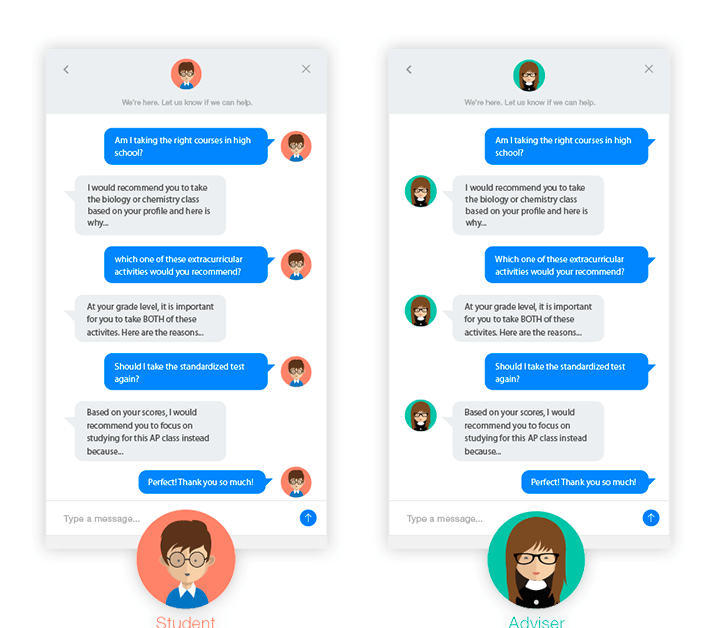 We're here. Let us know if we can help.
Am I taking the right courses in high
school?
I would recommend you to take
the biology or chemistry class
based on your profile and here is
why...
which one of these extracurricular
activities would you recommend?
At your grade level, it is important
for you to take BOTH of these
activites. Here are the reasons...
Should I take the standardized test
again?
Based on your scores, I would
recommend you to focus on
studying for this AP class instead
because...
Perfect! Thank you so much!
Type a message...
Student
We're here. Let us know if we can help.
Am I taking the right courses in high
school?
I would recommend you to take
the biology or chemistry class
based on your profile and here is
why...
Which one of these extracurricular
activities would your recommend?
At your grade level, it is important
for you to take BOTH of these
activites. Here are the reasons...
Should I take the standardized test
again?
Based on your scores, I would
recommend you to focus on
studying for this AP class instead
because...
Perfect! Thank you so much!
Type a message...
Adviser